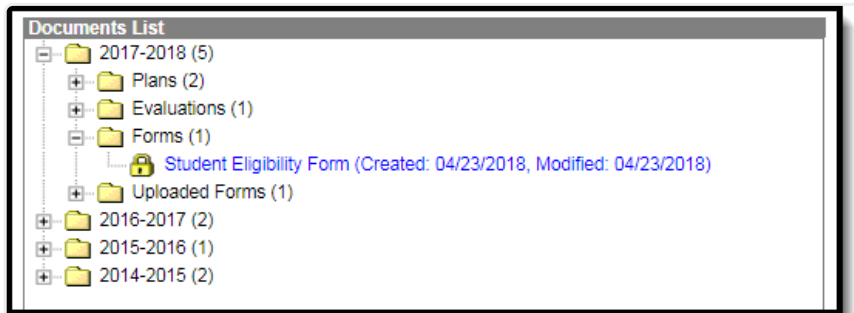 Documents List
2017-2018 (5)
Plans (2)
Evaluations (1)
Forms (1)
Student Eligibility Form (Created: 04/23/2018, Modified: 04/23/2018)
Uploaded Forms (1)
2016-2017 (2)
2015-2016 (1)
2014-2015 (2)